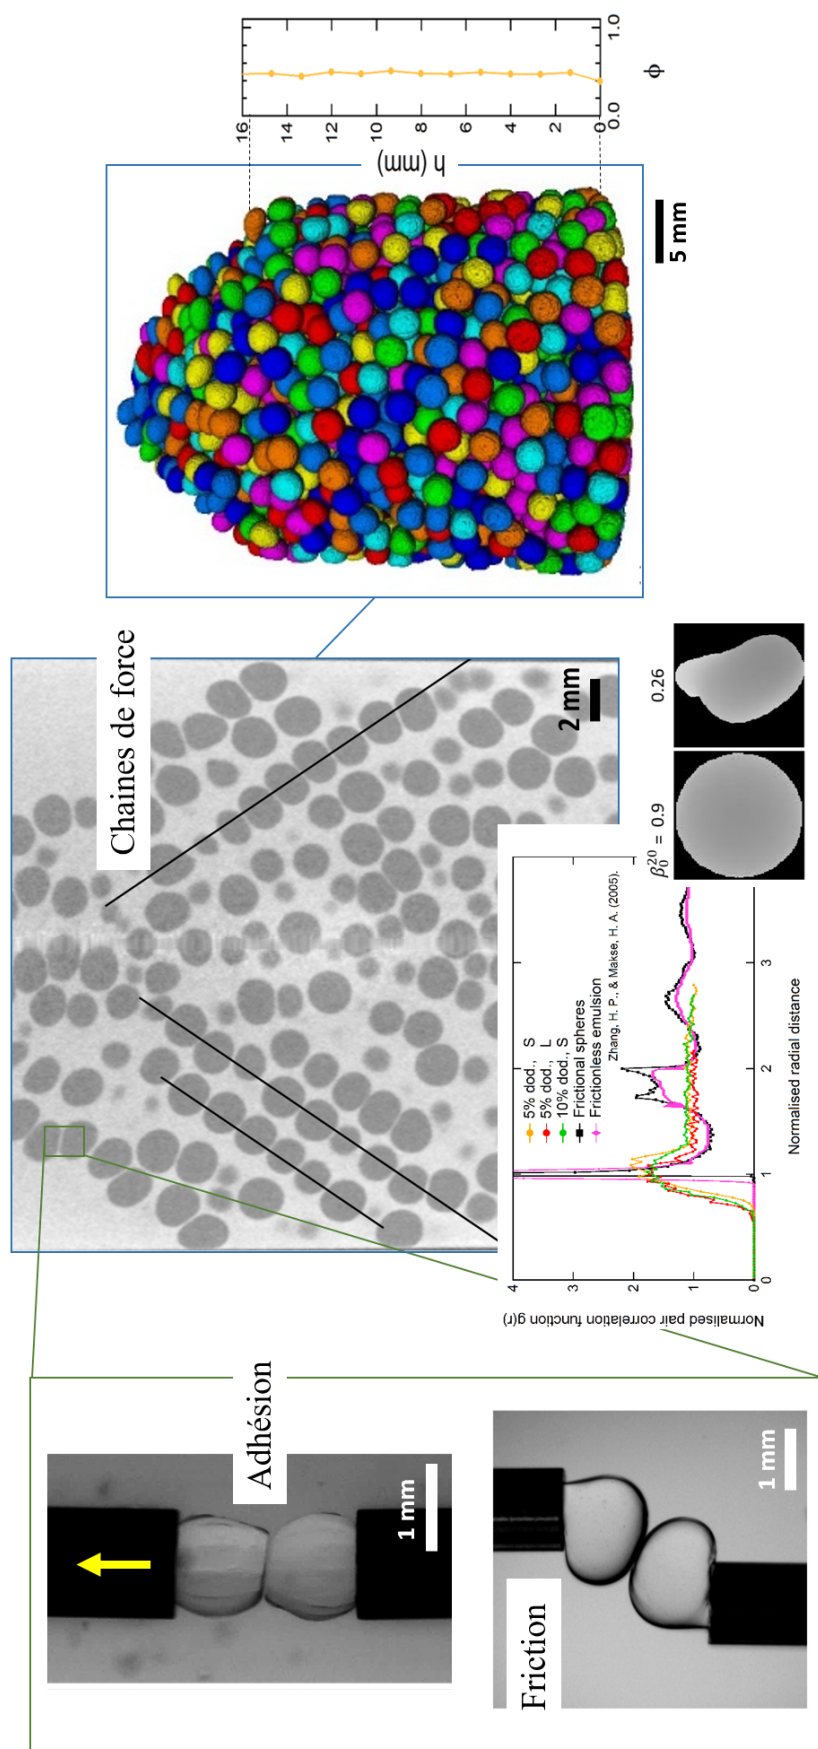 Adhésion
1 mm
Friction
1 mm
Chaines de force
2 mm
Normalised pair correlation function g(r)
4
3
2
1
0
5% dod., S
5% dod., L
10% dod., S
Frictional spheres
Frictionless emulsion
Zhang, H. P., & Makse, H. A. (2005).
0
1
2
3
Normalised radial distance
β₀²⁰ = 0.9
0.26
5 mm
h (mm)
16
14
12
10
8
6
4
2
0
0.0
1.0
ϕ